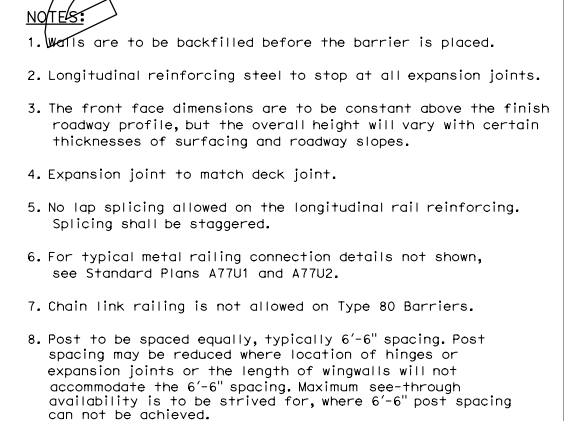 NOTES:
1. Walls are to be backfilled before the barrier is placed.
2. Longitudinal reinforcing steel to stop at all expansion joints.
3. The front face dimensions are to be constant above the finish
roadway profile, but the overall height will vary with certain
thicknesses of surfacing and roadway slopes.
4. Expansion joint to match deck joint.
5. No lap splicing allowed on the longitudinal rail reinforcing.
Splicing shall be staggered.
6. For typical metal railing connection details not shown,
see Standard Plans A77U1 and A77U2.
7. Chain link railing is not allowed on Type 80 Barriers.
8. Post to be spaced equally, typically 6'-6" spacing. Post
spacing may be reduced where location of hinges or
expansion joints or the length of wingwalls will not
accommodate the 6'-6" spacing. Maximum see-through
availability is to be strived for, where 6'-6" post spacing
can not be achieved.